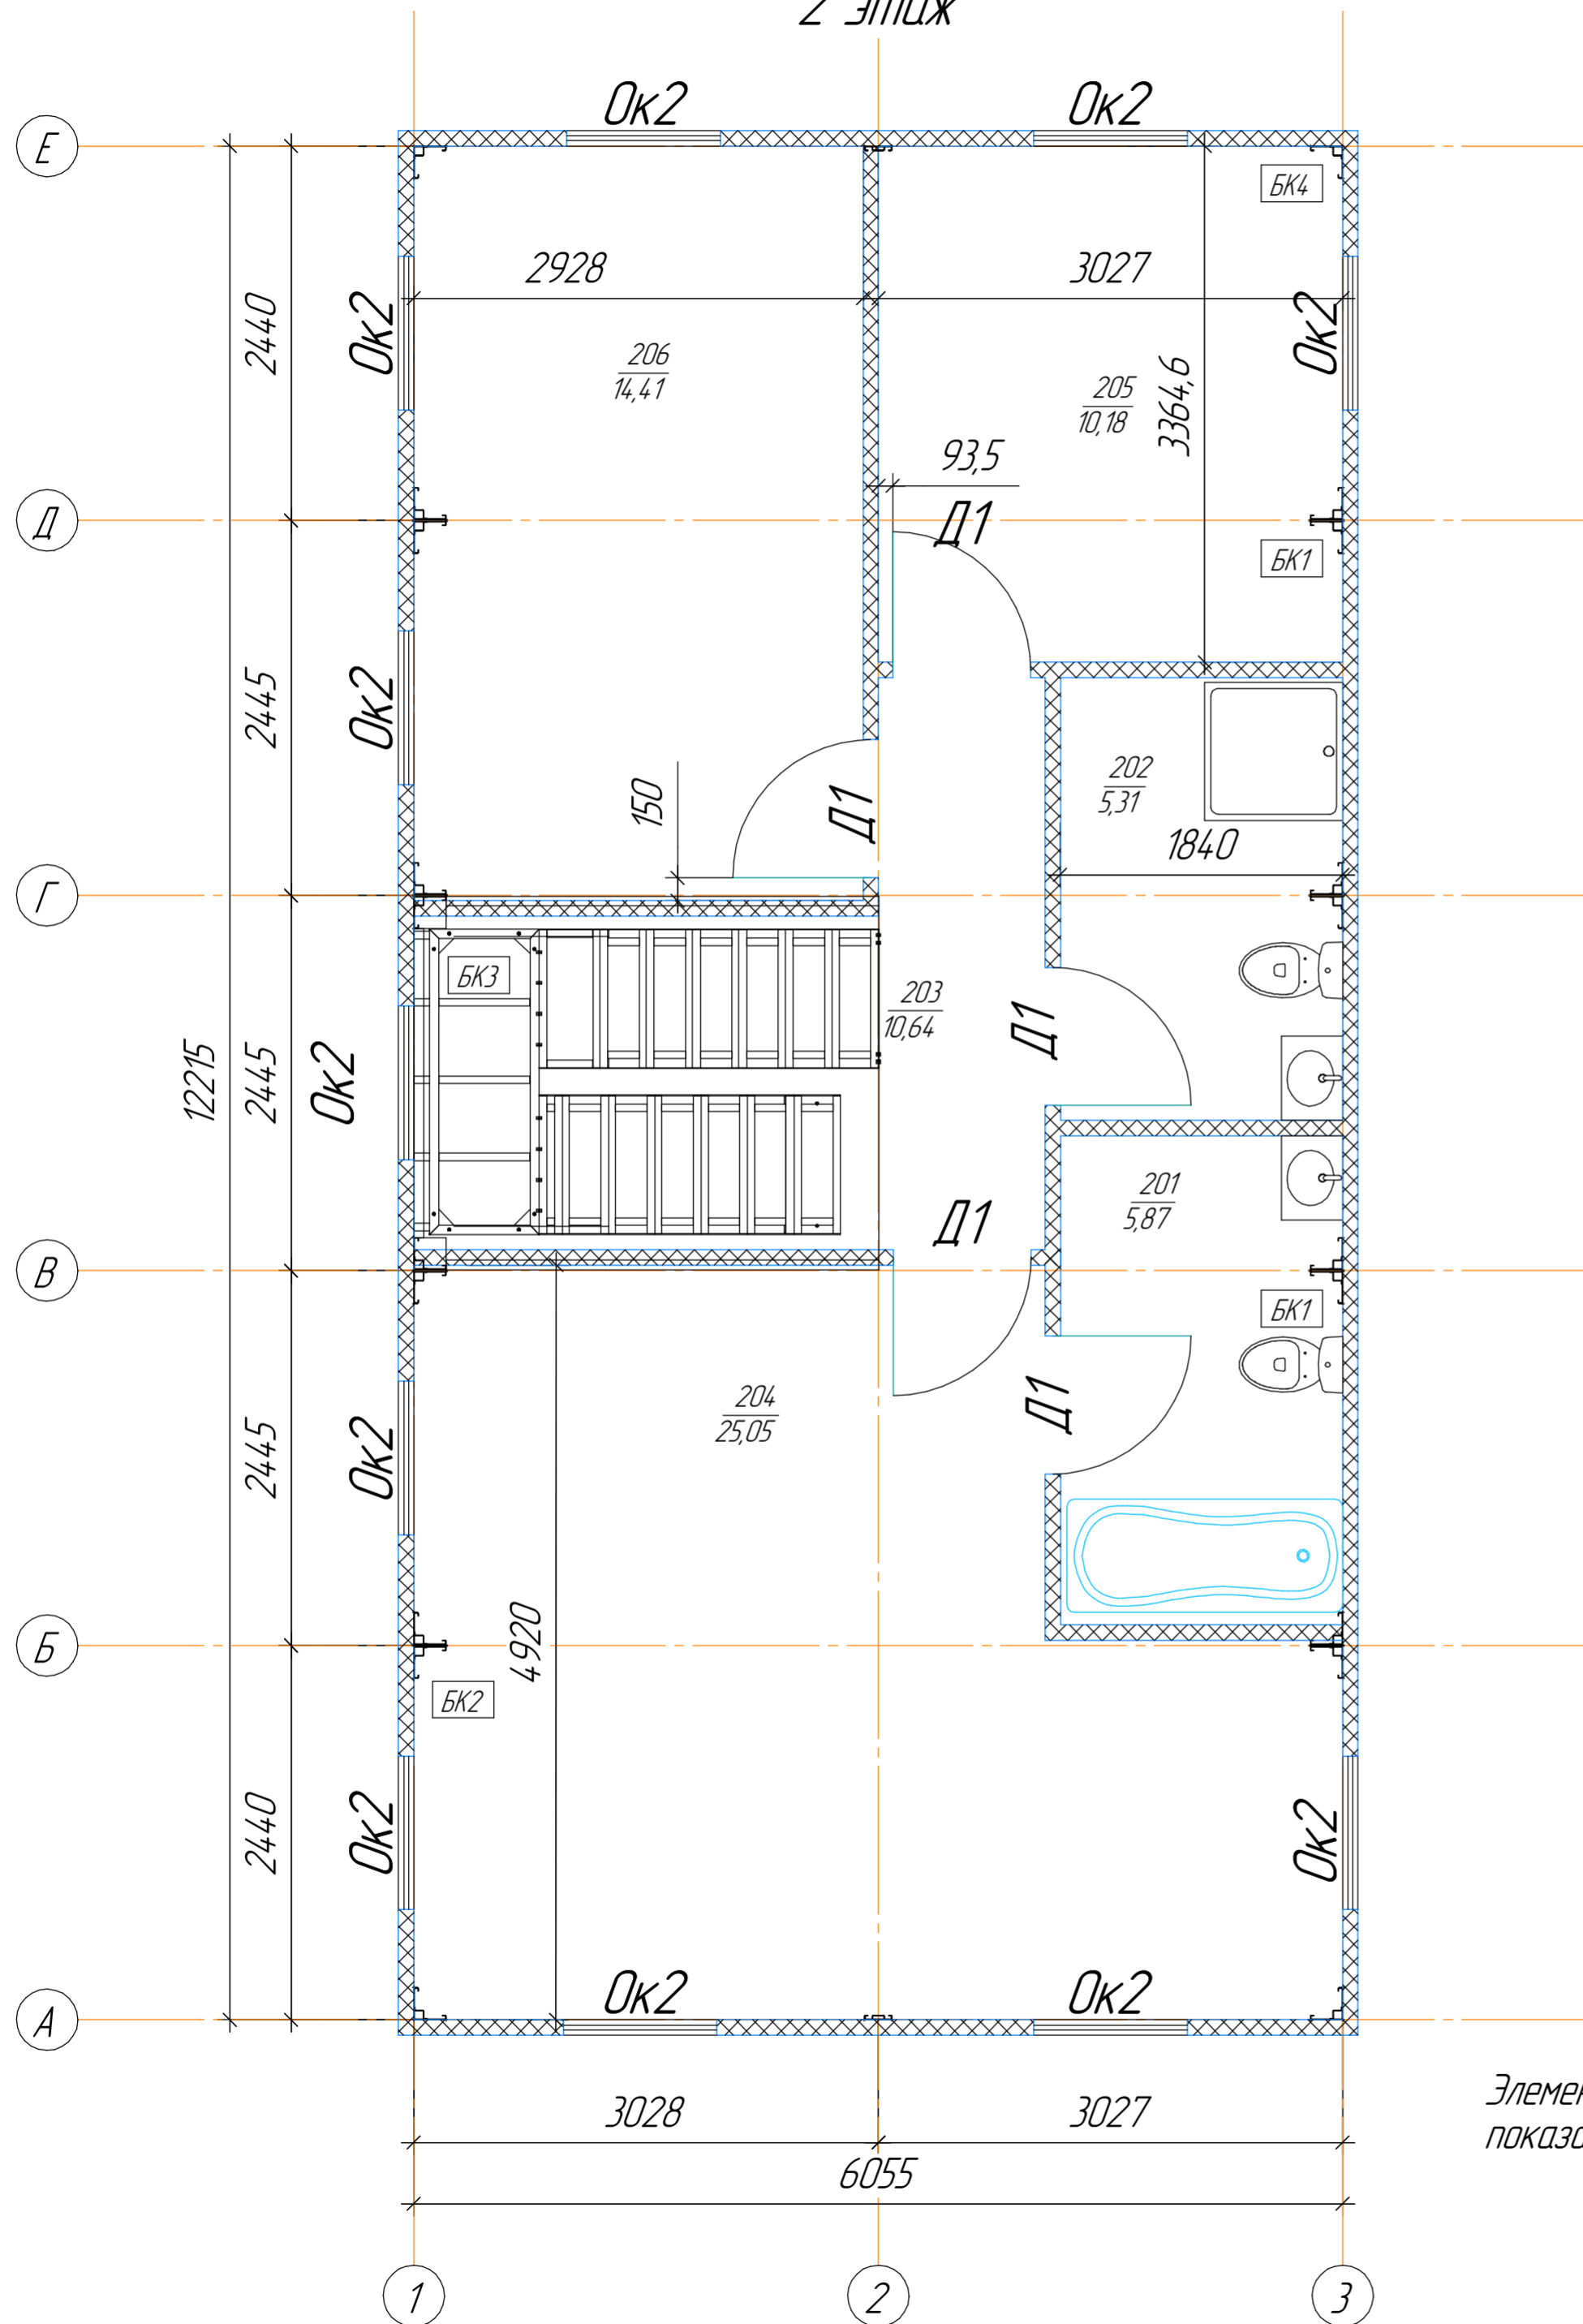 2 этаж
Ок2
Ок2
Е
БК4
2928
3027
2440
Ок2
Ок2
206
14,41
205
10,18
3364,6
93,5
Д1
Д
БК1
2445
Ок2
202
5,31
150
Д1
1840
Г
БК3
203
10,64
Д1
12215
2445
Ок2
201
5,87
Д1
В
БК1
204
25,05
Д1
2445
Ок2
4920
Б
БК2
2440
Ок2
Ок2
Ок2
Ок2
А
3028
3027
6055
1
2
3